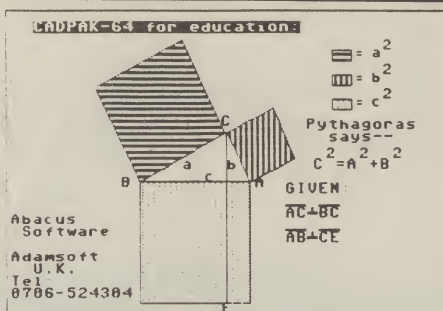 CADPAK-64 for education:
= a²
= b²
= c²
Pythagoras
says--
C²=A²+B²
GIVEN:
AC⊥BC
AB⊥CE
C
a
b
c
B
A
E
Abacus
Software
Adamsoft
U.K.
Tel
0706-524304